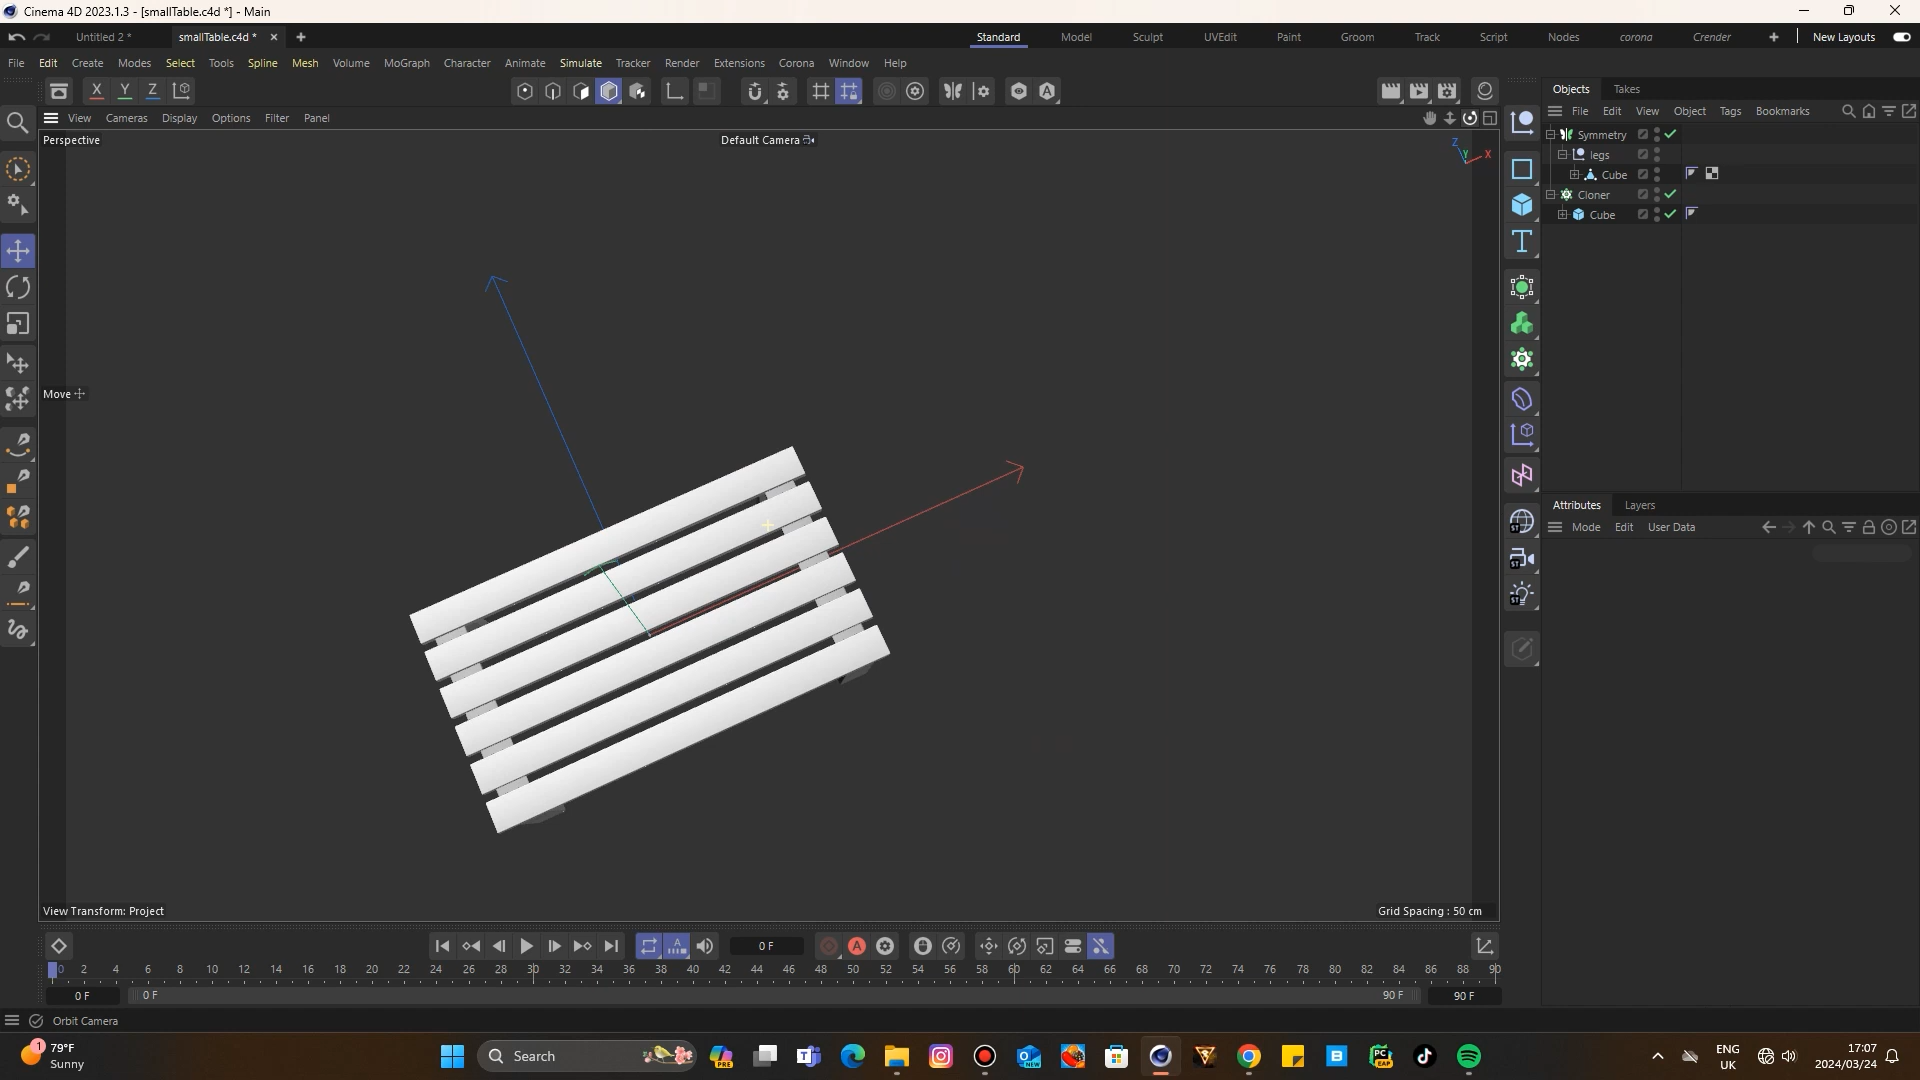 Cinema 4D 2023.1.3 - [smallTable.c4d *] - Main
Untitled 2 *
smallTable.c4d *
Standard Model Sculpt UVEdit Paint Groom Track Script Nodes corona Crender New Layouts
File Edit Create Modes Select Tools Spline Mesh Volume MoGraph Character Animate Simulate Tracker Render Extensions Corona Window Help
X Y Z
Objects Takes
View Cameras Display Options Filter Panel
File Edit View Object Tags Bookmarks
Perspective
Default Camera
Z Y X
Symmetry
legs
Cube
Cloner
Cube
Move
Attributes Layers
Mode Edit User Data
View Transform: Project
Grid Spacing : 50 cm
0 F
0 2 4 6 8 10 12 14 16 18 20 22 24 26 28 30 32 34 36 38 40 42 44 46 48 50 52 54 56 58 60 62 64 66 68 70 72 74 76 78 80 82 84 86 88 90
0 F 0 F 90 F 90 F
Orbit Camera
1 79°F
Sunny
Search
PRE
NEW
PC
EAP
ENG
UK
17:07
2024/03/24